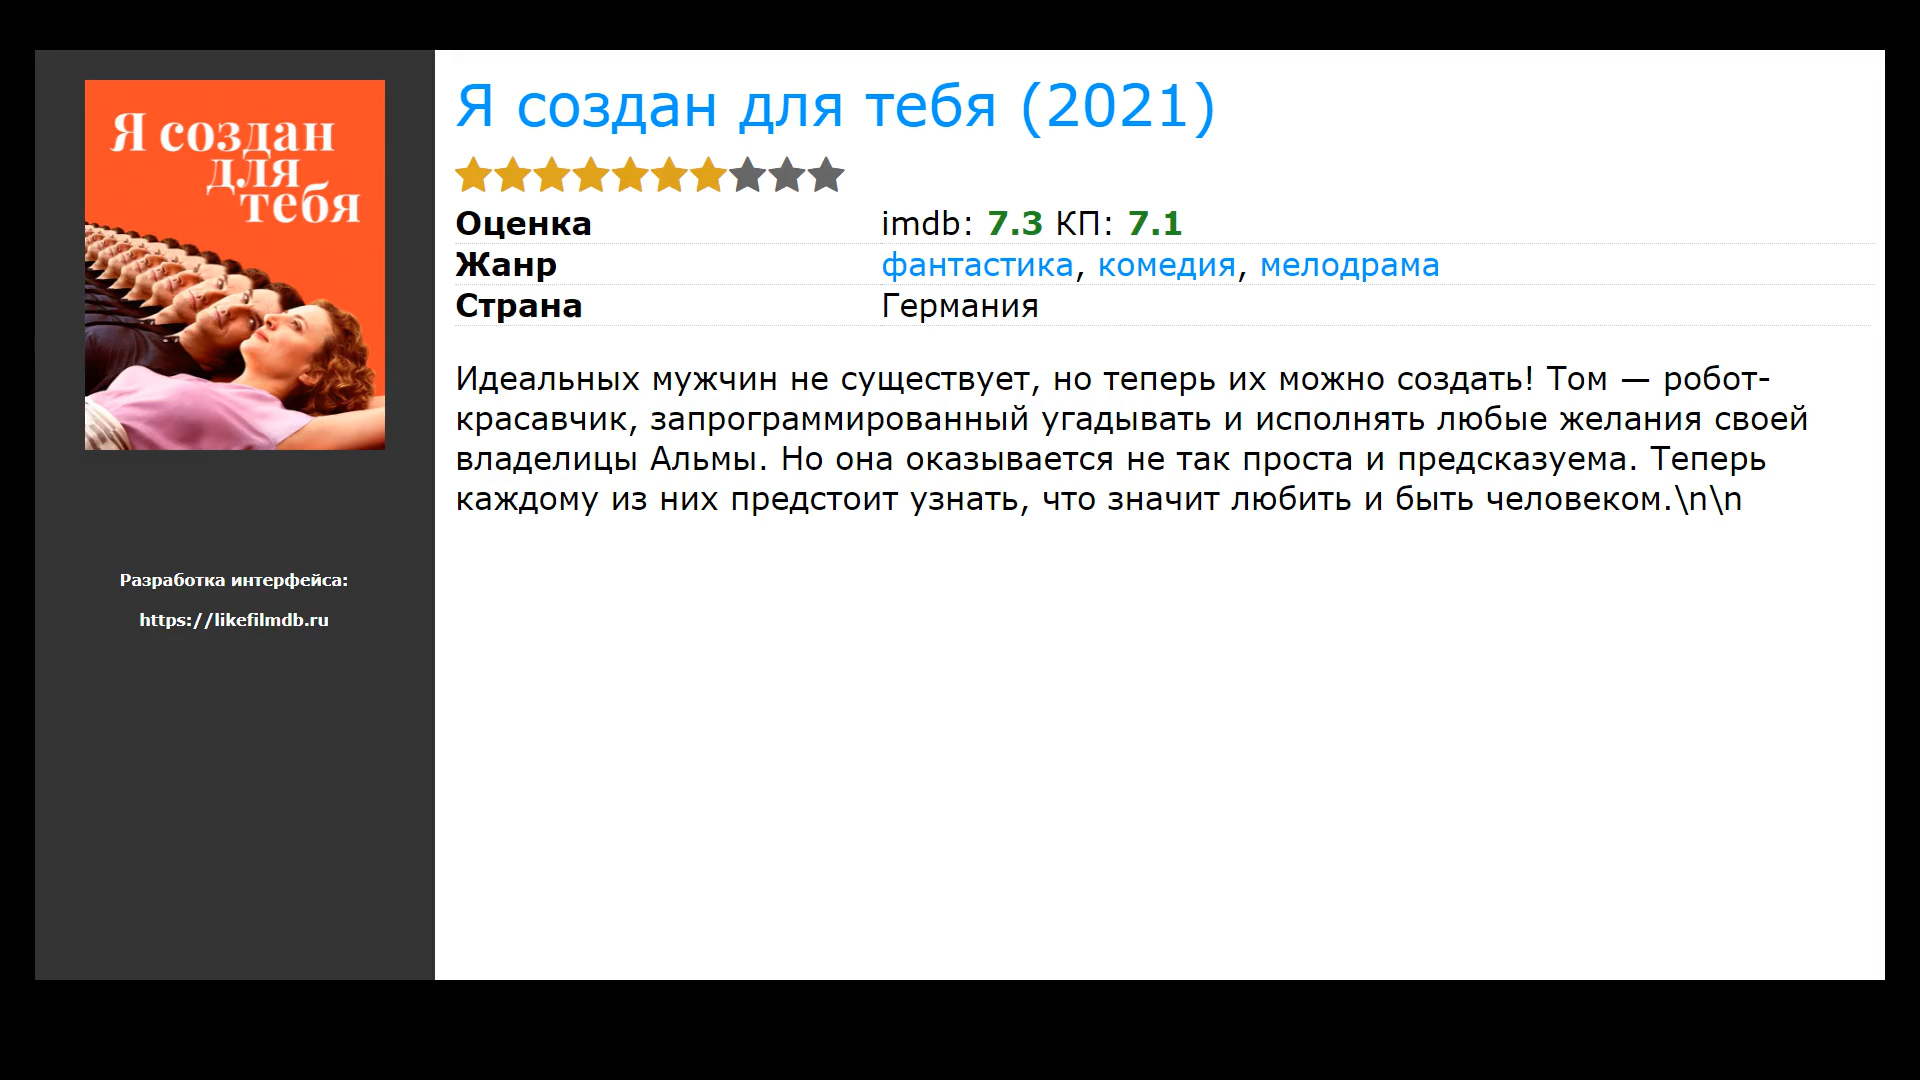 Я создан
для
тебя
Разработка интерфейса:
https://likefilmdb.ru
Я создан для тебя (2021)
Оценка imdb: 7.3 КП: 7.1
Жанр фантастика, комедия, мелодрама
Страна Германия
Идеальных мужчин не существует, но теперь их можно создать! Том — робот-
красавчик, запрограммированный угадывать и исполнять любые желания своей
владелицы Альмы. Но она оказывается не так проста и предсказуема. Теперь
каждому из них предстоит узнать, что значит любить и быть человеком.\n\n